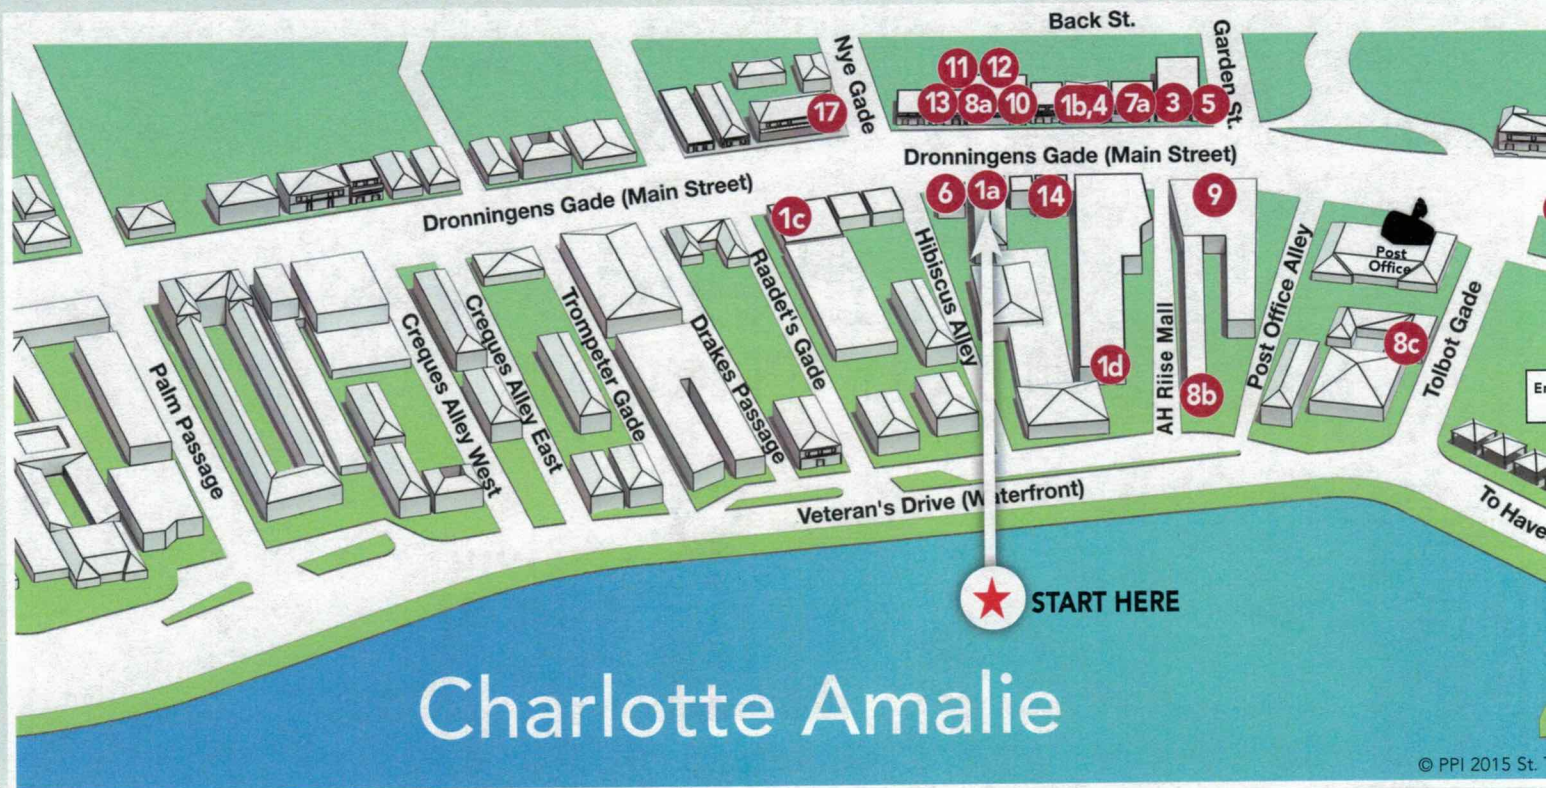 Back St.
Nye Gade
Garden St.
11
12
17
13
8a
10
1b,4
7a
3
5
Dronningens Gade (Main Street)
Dronningens Gade (Main Street)
6
1a
14
9
1c
Post
Office
Raadet's Gade
Hibiscus Alley
Post Office Alley
Tolbot Gade
Palm Passage
Creques Alley West
Creques Alley East
Trompeter Gade
Drakes Passage
AH Riise Mall
1d
8b
8c
Veteran's Drive (Waterfront)
START HERE
Charlotte Amalie
© PPI 2015 St.